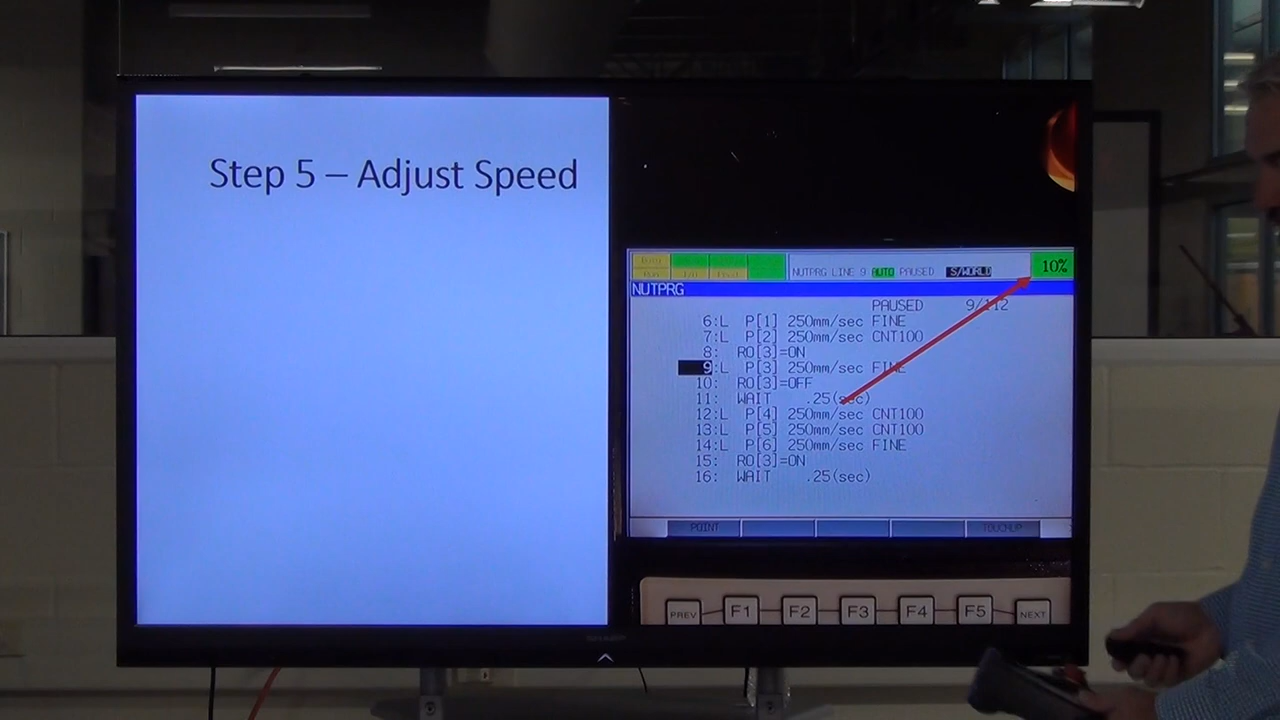 Step 5 – Adjust Speed
NUTPRG LINE 9 AUTO PAUSED S/WORLD 10%
NUTPRG
PAUSED 9/112
6:L P[1] 250mm/sec FINE
7:L P[2] 250mm/sec CNT100
8: RO[3]=ON
9:L P[3] 250mm/sec FINE
10: RO[3]=OFF
11: WAIT .25(sec)
12:L P[4] 250mm/sec CNT100
13:L P[5] 250mm/sec CNT100
14:L P[6] 250mm/sec FINE
15: RO[3]=ON
16: WAIT .25(sec)
POINT TOUCHUP
PREV F1 F2 F3 F4 F5 NEXT